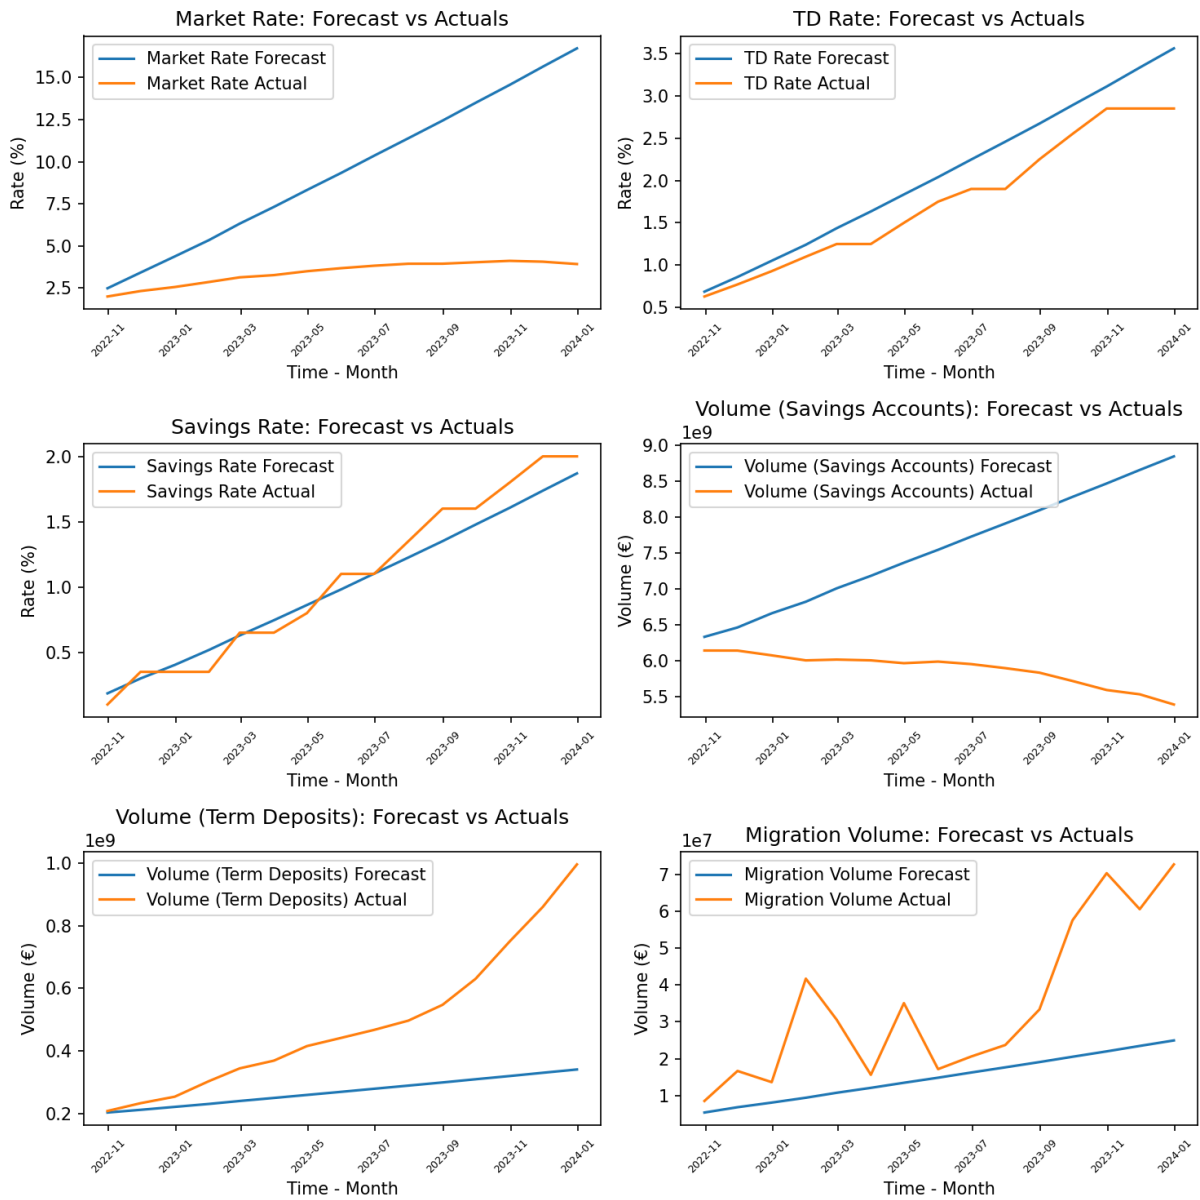 Market Rate: Forecast vs Actuals
Market Rate Forecast
Market Rate Actual
Rate (%)
15.0
12.5
10.0
7.5
5.0
2.5
2022-11
2023-01
2023-03
2023-05
2023-07
2023-09
2023-11
2024-01
Time - Month
TD Rate: Forecast vs Actuals
TD Rate Forecast
TD Rate Actual
Rate (%)
3.5
3.0
2.5
2.0
1.5
1.0
0.5
2022-11
2023-01
2023-03
2023-05
2023-07
2023-09
2023-11
2024-01
Time - Month
Savings Rate: Forecast vs Actuals
Savings Rate Forecast
Savings Rate Actual
Rate (%)
2.0
1.5
1.0
0.5
2022-11
2023-01
2023-03
2023-05
2023-07
2023-09
2023-11
2024-01
Time - Month
Volume (Savings Accounts): Forecast vs Actuals
1e9
Volume (Savings Accounts) Forecast
Volume (Savings Accounts) Actual
Volume (€)
9.0
8.5
8.0
7.5
7.0
6.5
6.0
5.5
2022-11
2023-01
2023-03
2023-05
2023-07
2023-09
2023-11
2024-01
Time - Month
Volume (Term Deposits): Forecast vs Actuals
1e9
Volume (Term Deposits) Forecast
Volume (Term Deposits) Actual
Volume (€)
1.0
0.8
0.6
0.4
0.2
2022-11
2023-01
2023-03
2023-05
2023-07
2023-09
2023-11
2024-01
Time - Month
Migration Volume: Forecast vs Actuals
1e7
Migration Volume Forecast
Migration Volume Actual
Volume (€)
7
6
5
4
3
2
1
2022-11
2023-01
2023-03
2023-05
2023-07
2023-09
2023-11
2024-01
Time - Month